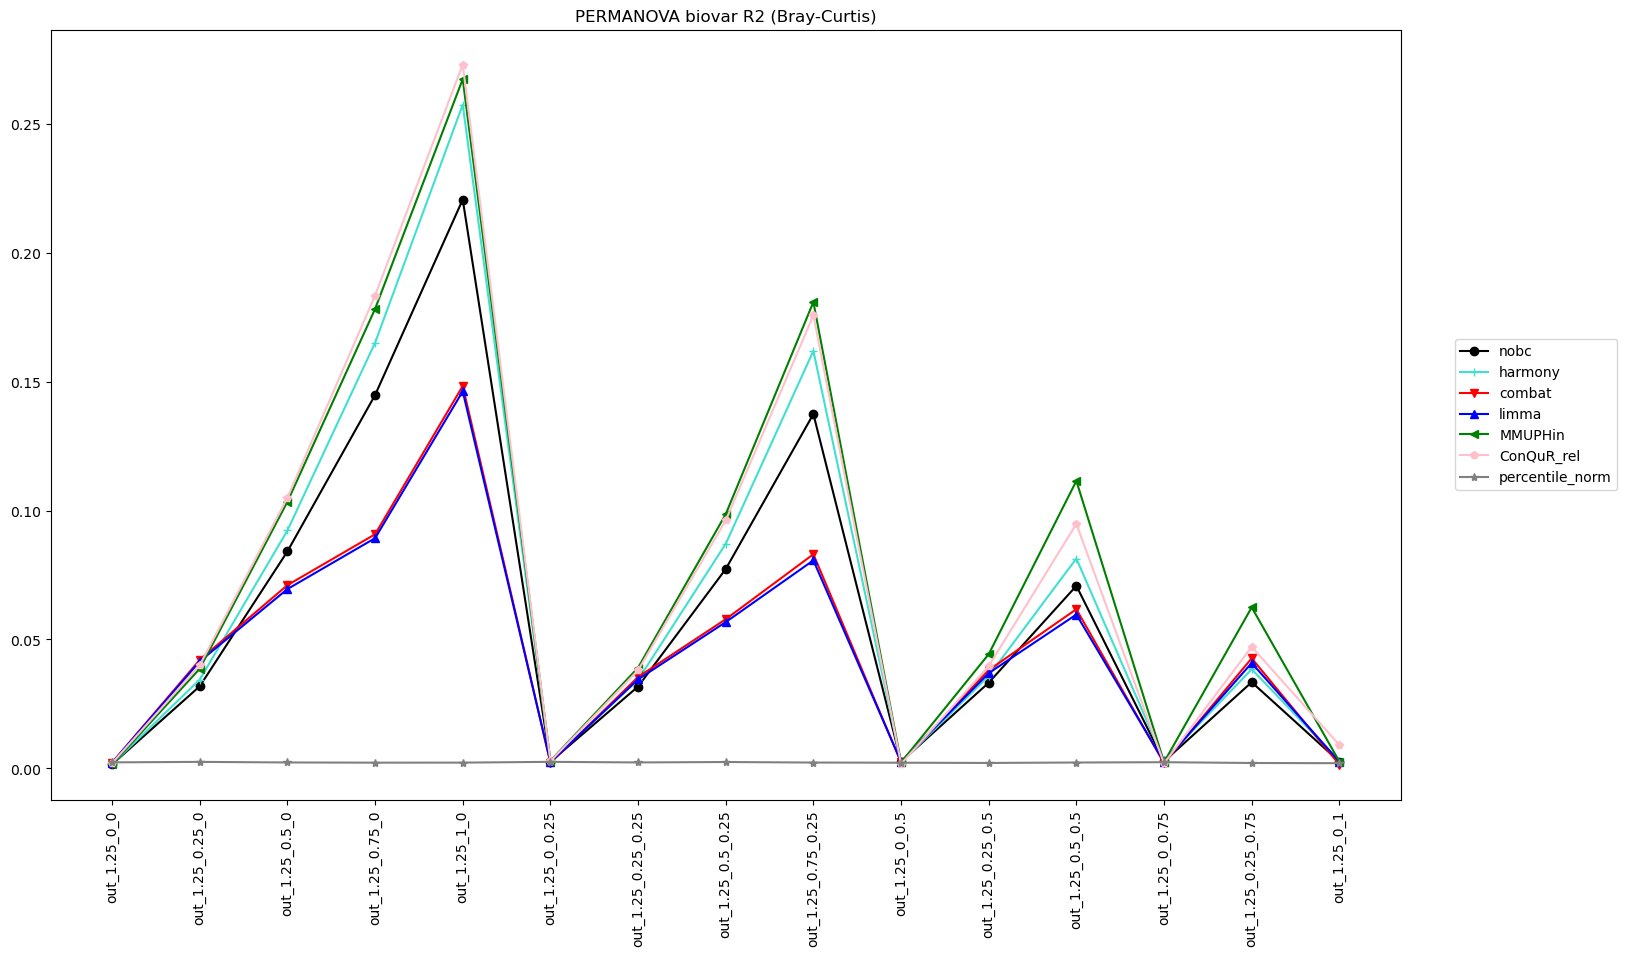 PERMANOVA biovar R2 (Bray-Curtis)
0.25
0.20
0.15
0.10
0.05
0.00
nobc
harmony
combat
limma
MMUPHin
ConQuR_rel
percentile_norm
out_1.25_0_0
out_1.25_0.25_0
out_1.25_0.5_0
out_1.25_0.75_0
out_1.25_1_0
out_1.25_0_0.25
out_1.25_0.25_0.25
out_1.25_0.5_0.25
out_1.25_0.75_0.25
out_1.25_0_0.5
out_1.25_0.25_0.5
out_1.25_0.5_0.5
out_1.25_0_0.75
out_1.25_0.25_0.75
out_1.25_0_1